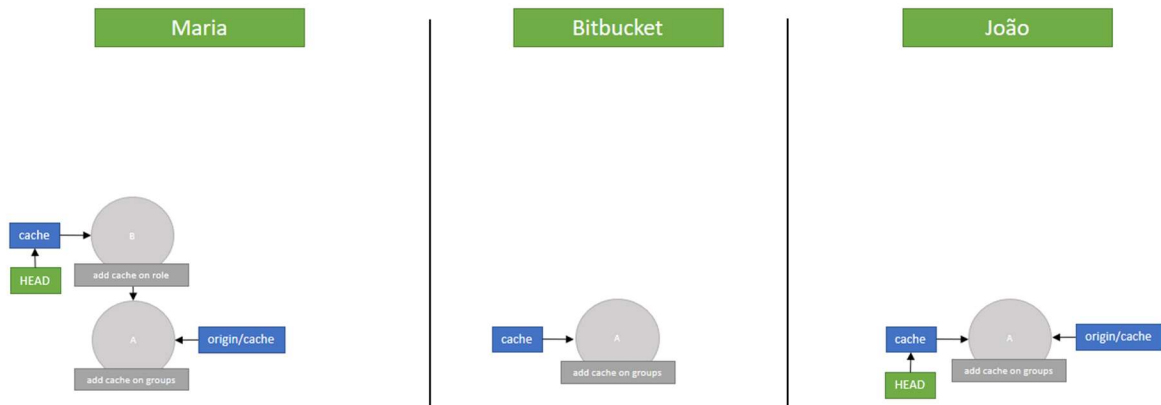 Maria
Bitbucket
João
cache
B
HEAD
add cache on role
A
origin/cache
add cache on groups
cache
A
add cache on groups
cache
A
origin/cache
HEAD
add cache on groups